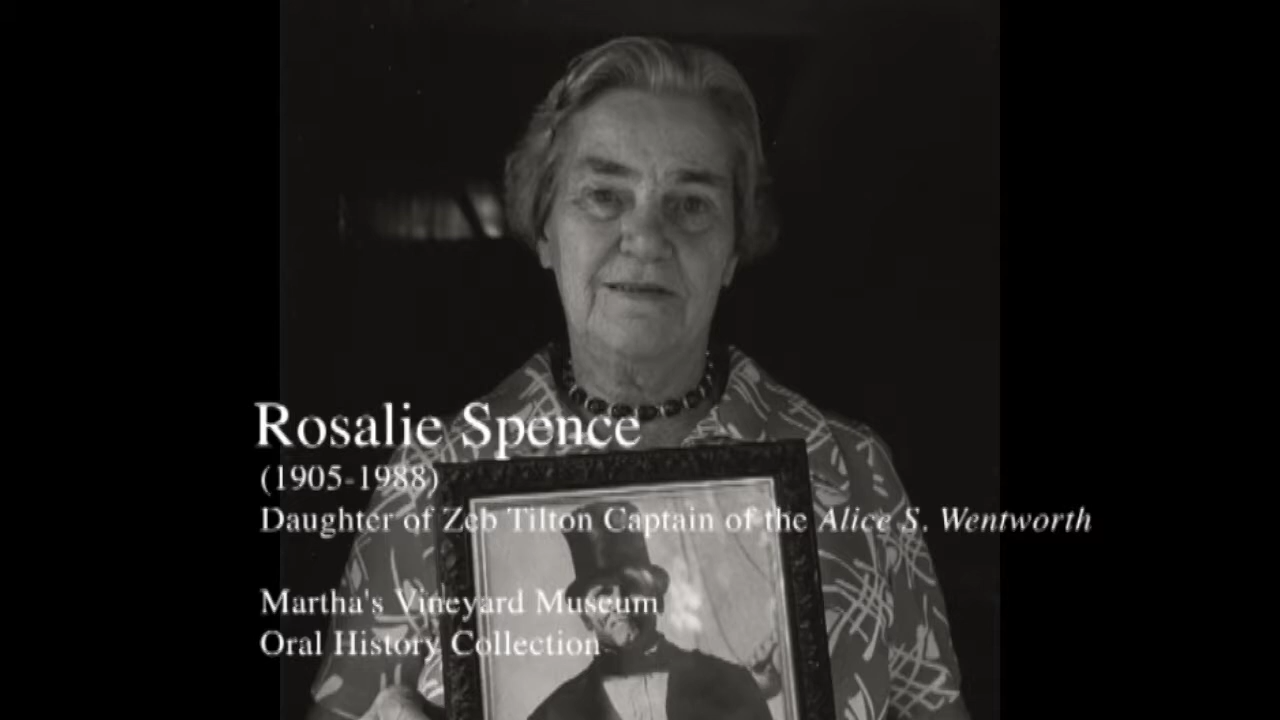 Rosalie Spence
(1905-1988)
Daughter of Zeb Tilton Captain of the Alice S. Wentworth
Martha's Vineyard Museum
Oral History Collection